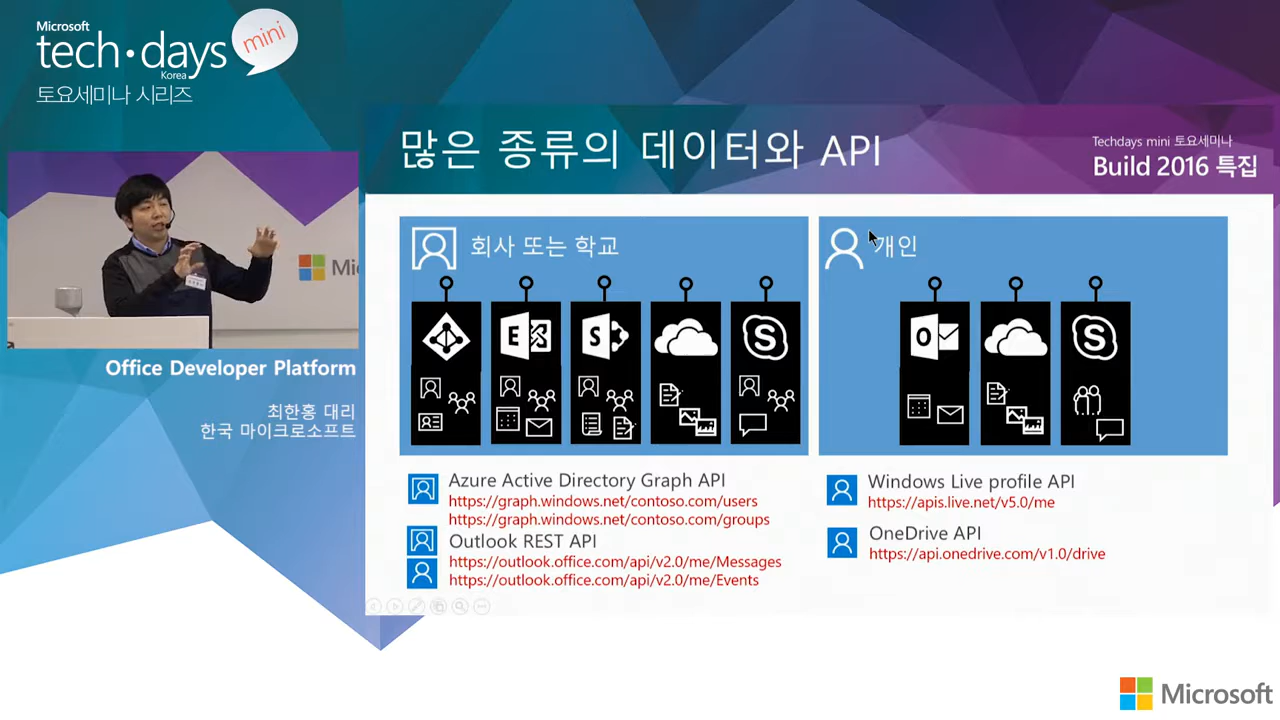 Microsoft
tech·days
mini
Korea
토요세미나 시리즈
많은 종류의 데이터와 API
Techdays mini 토요세미나
Build 2016 특집
Office Developer Platform
최한홍 대리
한국 마이크로소프트
회사 또는 학교
E
S
S
개인
O
S
Azure Active Directory Graph API
https://graph.windows.net/contoso.com/users
https://graph.windows.net/contoso.com/groups
Outlook REST API
https://outlook.office.com/api/v2.0/me/Messages
https://outlook.office.com/api/v2.0/me/Events
Windows Live profile API
https://apis.live.net/v5.0/me
OneDrive API
https://api.onedrive.com/v1.0/drive
Microsoft